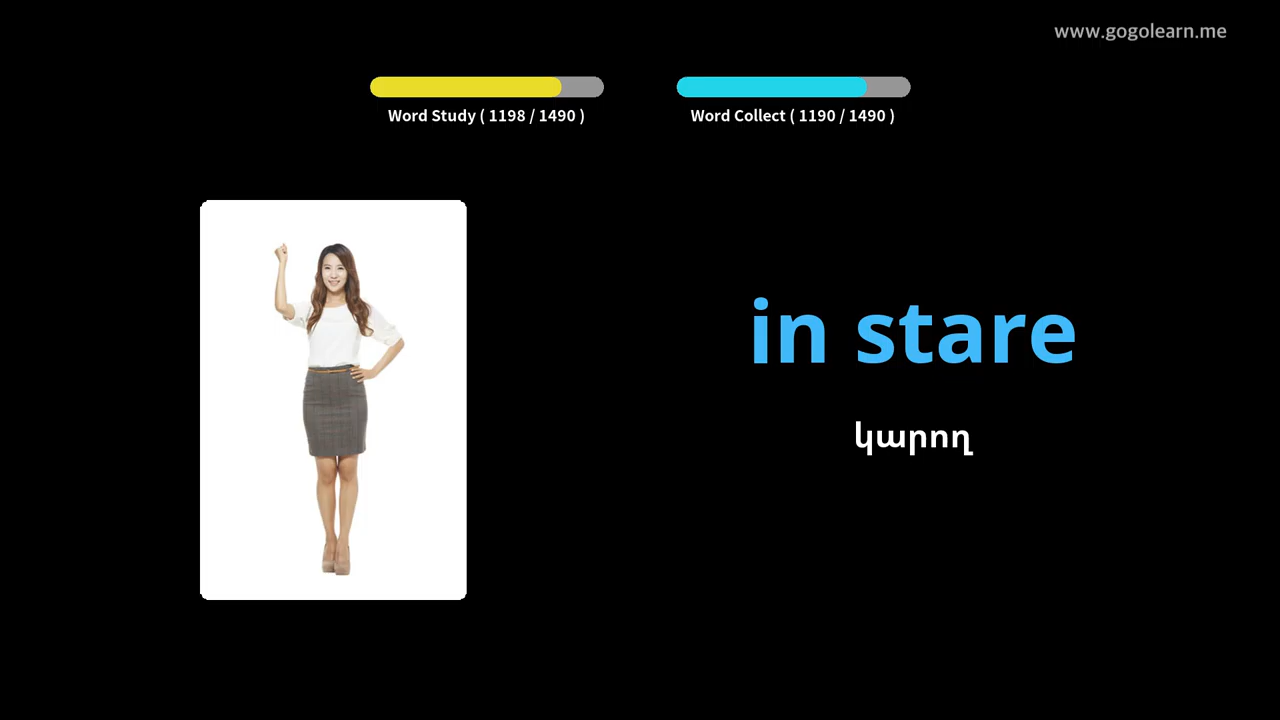 www.gogolearn.me
Word Study ( 1198 / 1490 )
Word Collect ( 1190 / 1490 )
in stare
կարող